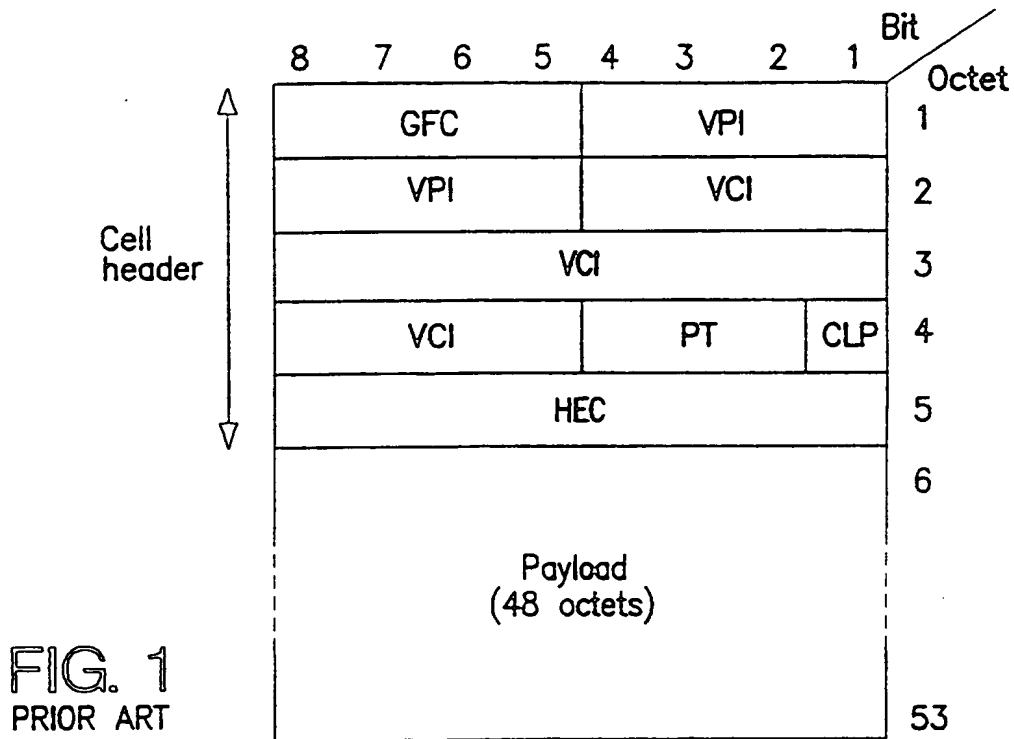 Bit
8 7 6 5 4 3 2 1
Octet
GFC VPI 1
VPI VCI 2
Cell
header
VCI 3
VCI PT CLP 4
HEC 5
6
Payload
(48 octets)
FIG. 1
PRIOR ART
53